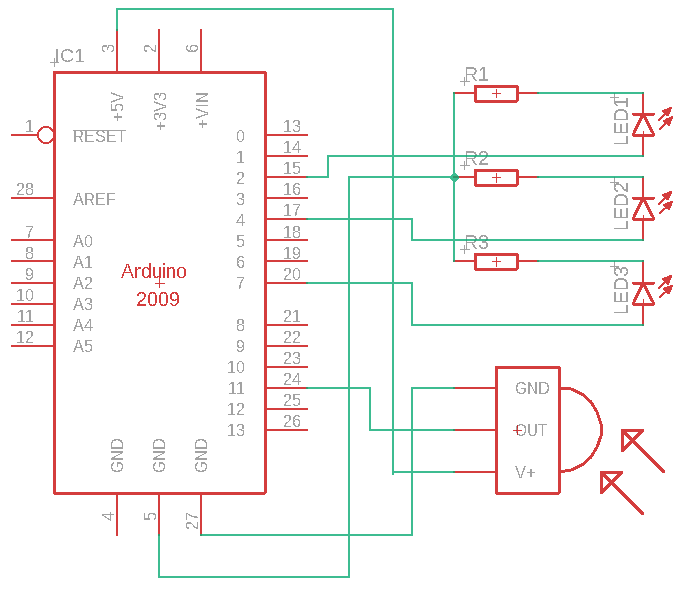 IC1
3
2
6
+5V
+3V3
+VIN
1
RESET
28
AREF
7
A0
8
A1
9
A2
10
A3
11
A4
12
A5
Arduino
2009
0
13
1
14
2
15
3
16
4
17
5
18
6
19
7
20
8
21
9
22
10
23
11
24
12
25
13
26
GND
GND
GND
4
5
27
R1
LED1
R2
LED2
R3
LED3
GND
OUT
V+